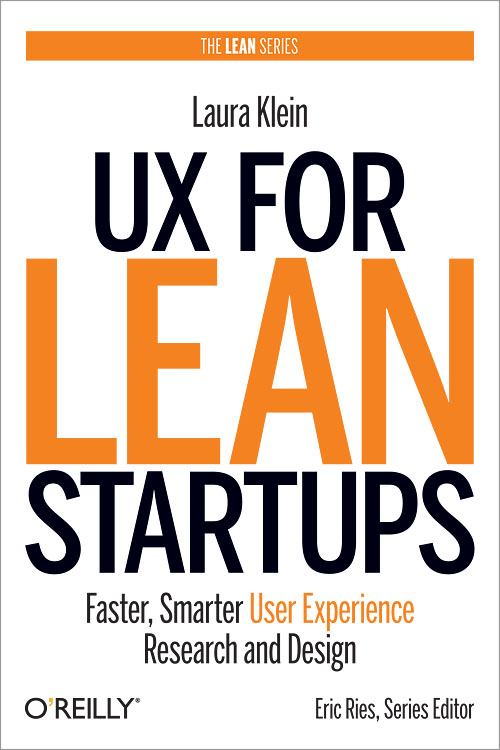 THE LEAN SERIES
Laura Klein
UX FOR
LEAN
STARTUPS
Faster, Smarter User Experience
Research and Design
O'REILLY®
Eric Ries, Series Editor